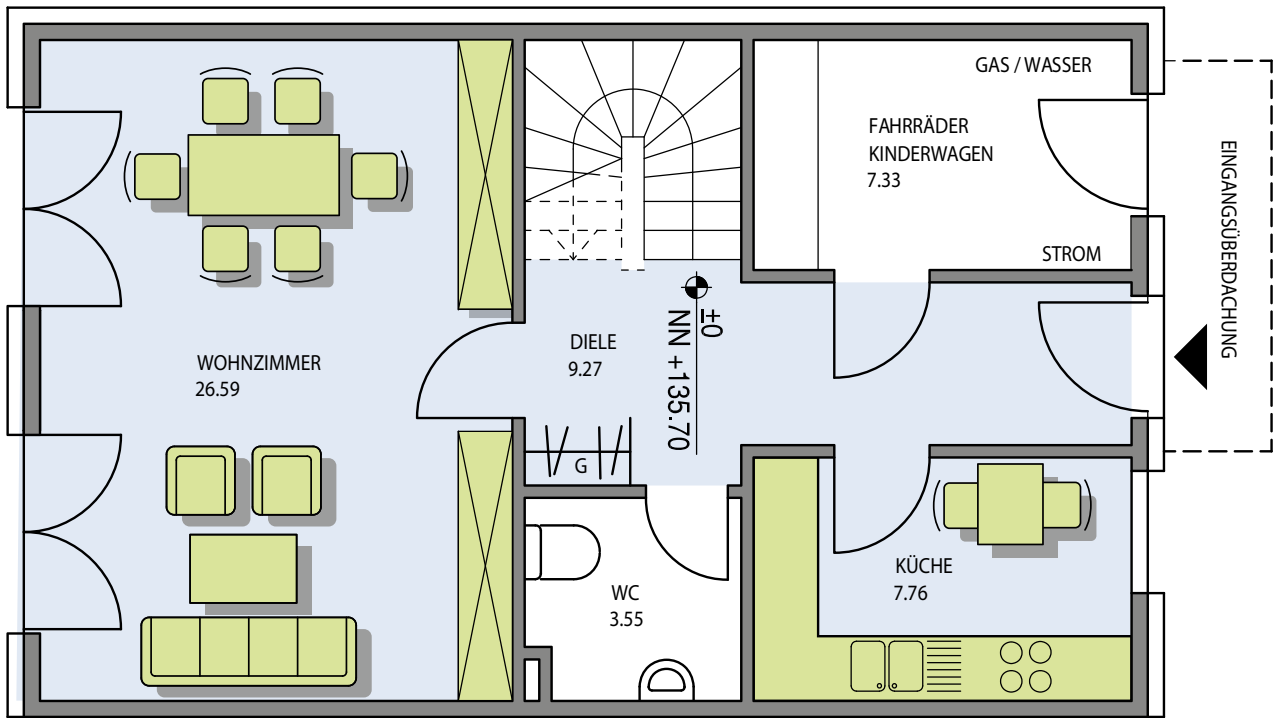 GAS / WASSER
FAHRRÄDER
KINDERWAGEN
7.33
STROM
EINGANGSÜBERDACHUNG
WOHNZIMMER
26.59
DIELE
9.27
±0
NN +135.70
G
WC
3.55
KÜCHE
7.76